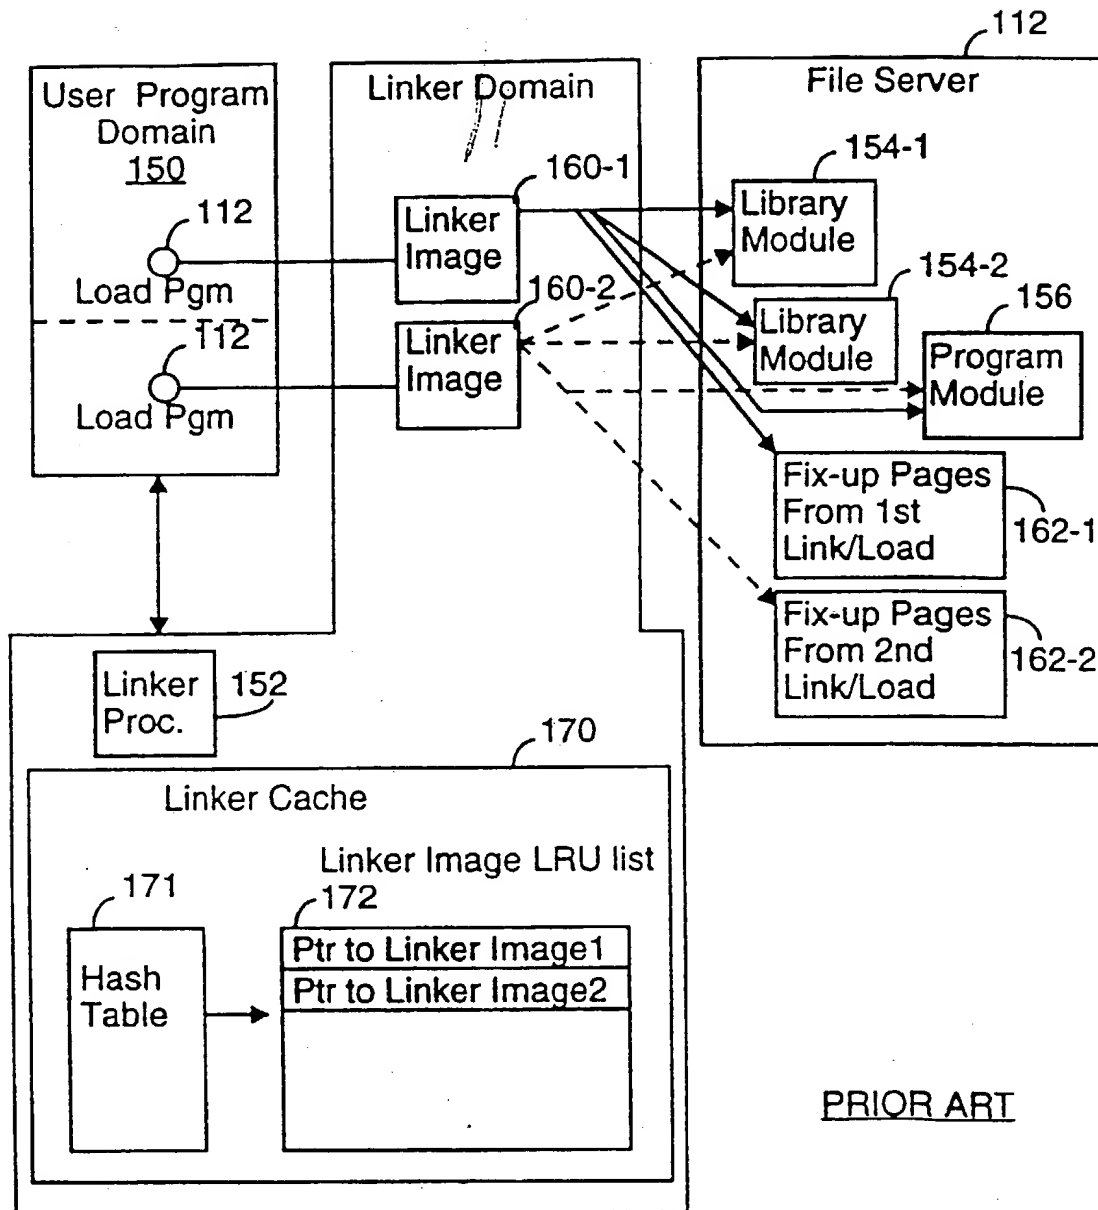 112
User Program
Domain
150
Linker Domain
File Server
160-1
154-1
112
Linker
Image
Library
Module
Load Pgm
160-2
154-2
156
112
Linker
Image
Library
Module
Program
Module
Load Pgm
Fix-up Pages
From 1st
Link/Load
162-1
Fix-up Pages
From 2nd
Link/Load
162-2
Linker
Proc.
152
170
Linker Cache
Linker Image LRU list
171
172
Hash
Table
Ptr to Linker Image1
Ptr to Linker Image2
PRIOR ART